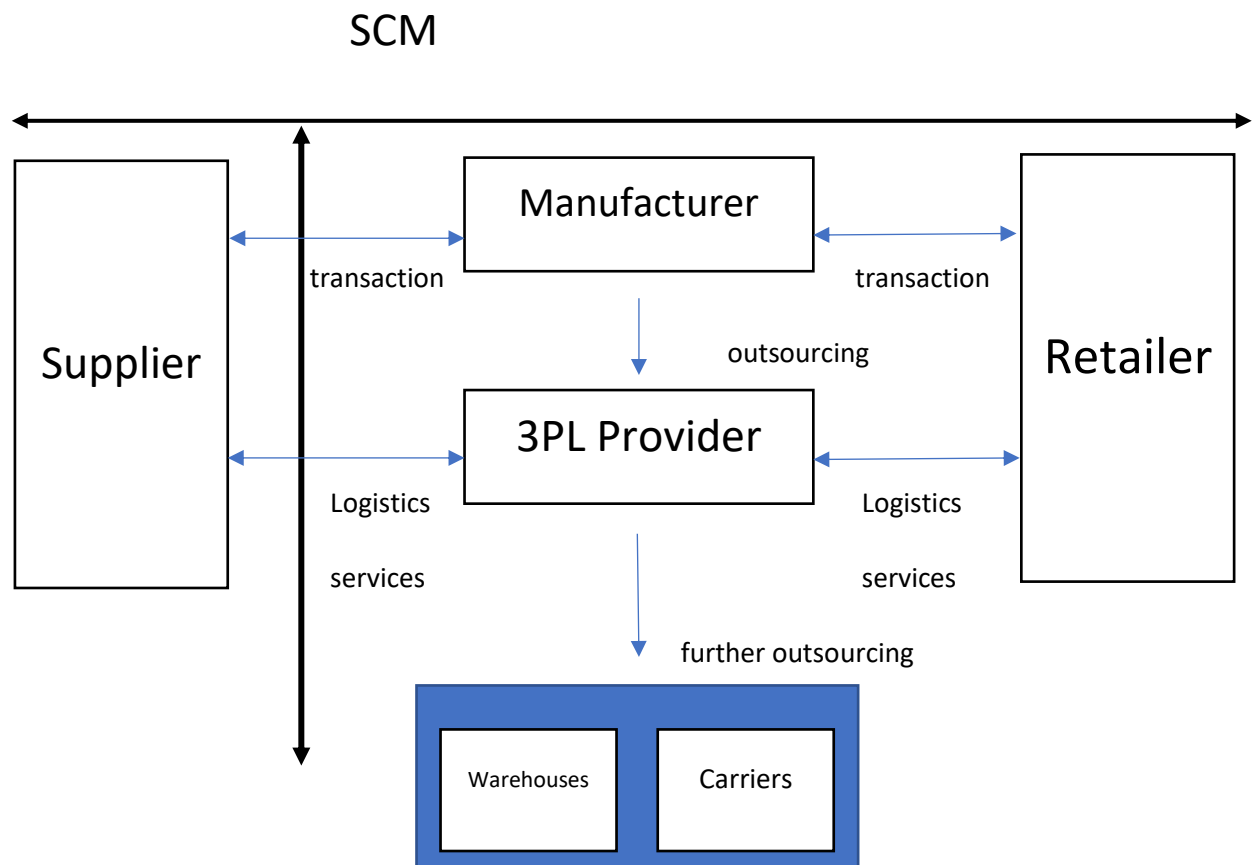 SCM
Manufacturer
transaction
transaction
Supplier
Retailer
outsourcing
3PL Provider
Logistics
services
Logistics
services
further outsourcing
Warehouses
Carriers